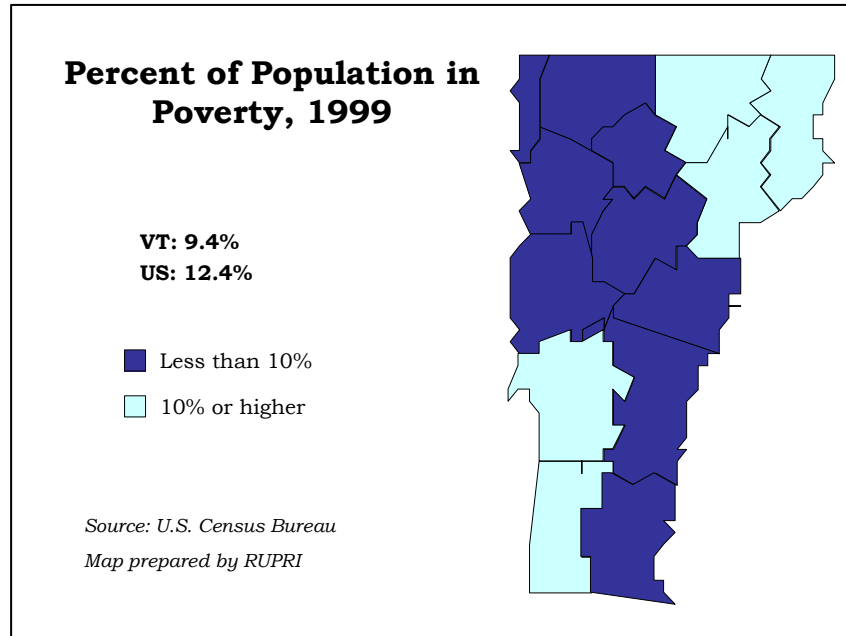 Percent of Population in
Poverty, 1999
VT: 9.4%
US: 12.4%
Less than 10%
10% or higher
Source: U.S. Census Bureau
Map prepared by RUPRI